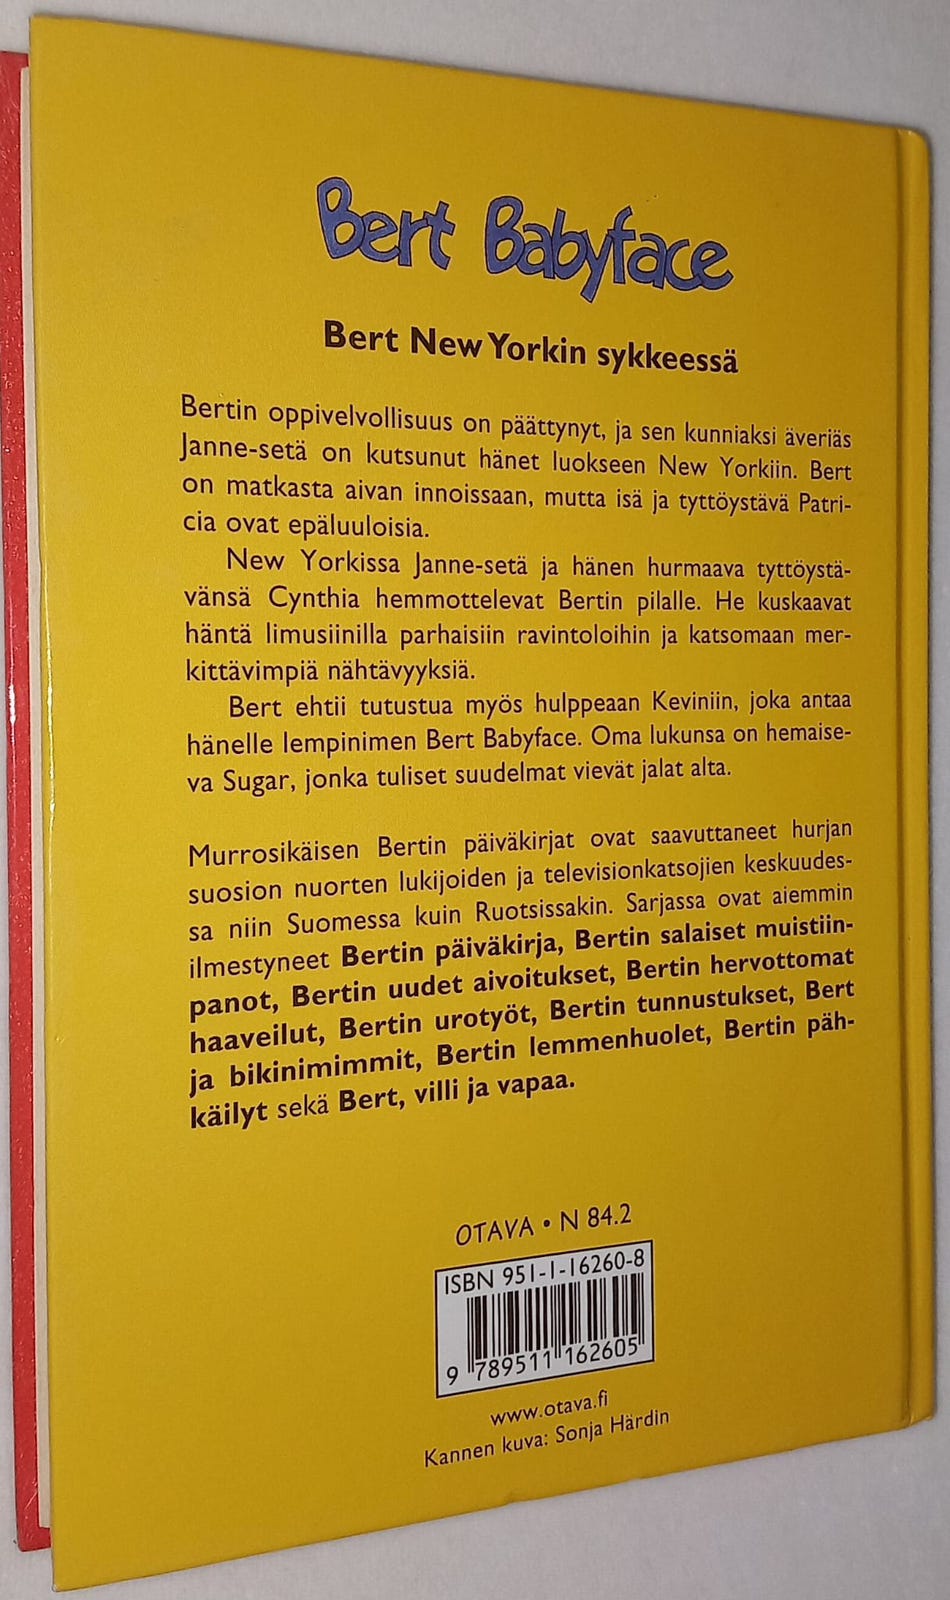 Bert Babyface
Bert New Yorkin sykkeessä
Bertin oppivelvollisuus on päättynyt, ja sen kunniaksi äveriäs
Janne-setä on kutsunut hänet luokseen New Yorkiin. Bert
on matkasta aivan innoissaan, mutta isä ja tyttöystävä Patri-
cia ovat epäluuloisia.
New Yorkissa Janne-setä ja hänen hurmaava tyttöystä-
vänsä Cynthia hemmottelevat Bertin pilalle. He kuskaavat
häntä limusiinilla parhaisiin ravintoloihin ja katsomaan mer-
kittävimpiä nähtävyyksiä.
Bert ehtii tutustua myös hulppeaan Keviniin, joka antaa
hänelle lempinimen Bert Babyface. Oma lukunsa on hemaise-
va Sugar, jonka tuliset suudelmat vievät jalat alta.
Murrosikäisen Bertin päiväkirjat ovat saavuttaneet hurjan
suosion nuorten lukijoiden ja televisionkatsojien keskuudes-
sa niin Suomessa kuin Ruotsissakin. Sarjassa ovat aiemmin
ilmestyneet Bertin päiväkirja, Bertin salaiset muistiin-
panot, Bertin uudet aivoitukset, Bertin hervottomat
haaveilut, Bertin urotyöt, Bertin tunnustukset, Bert
ja bikinimimmit, Bertin lemmenhuolet, Bertin päh-
käilyt sekä Bert, villi ja vapaa.
OTAVA • N 84.2
ISBN 951-1-16260-8
9 789511 162605
www.otava.fi
Kannen kuva: Sonja Härdin